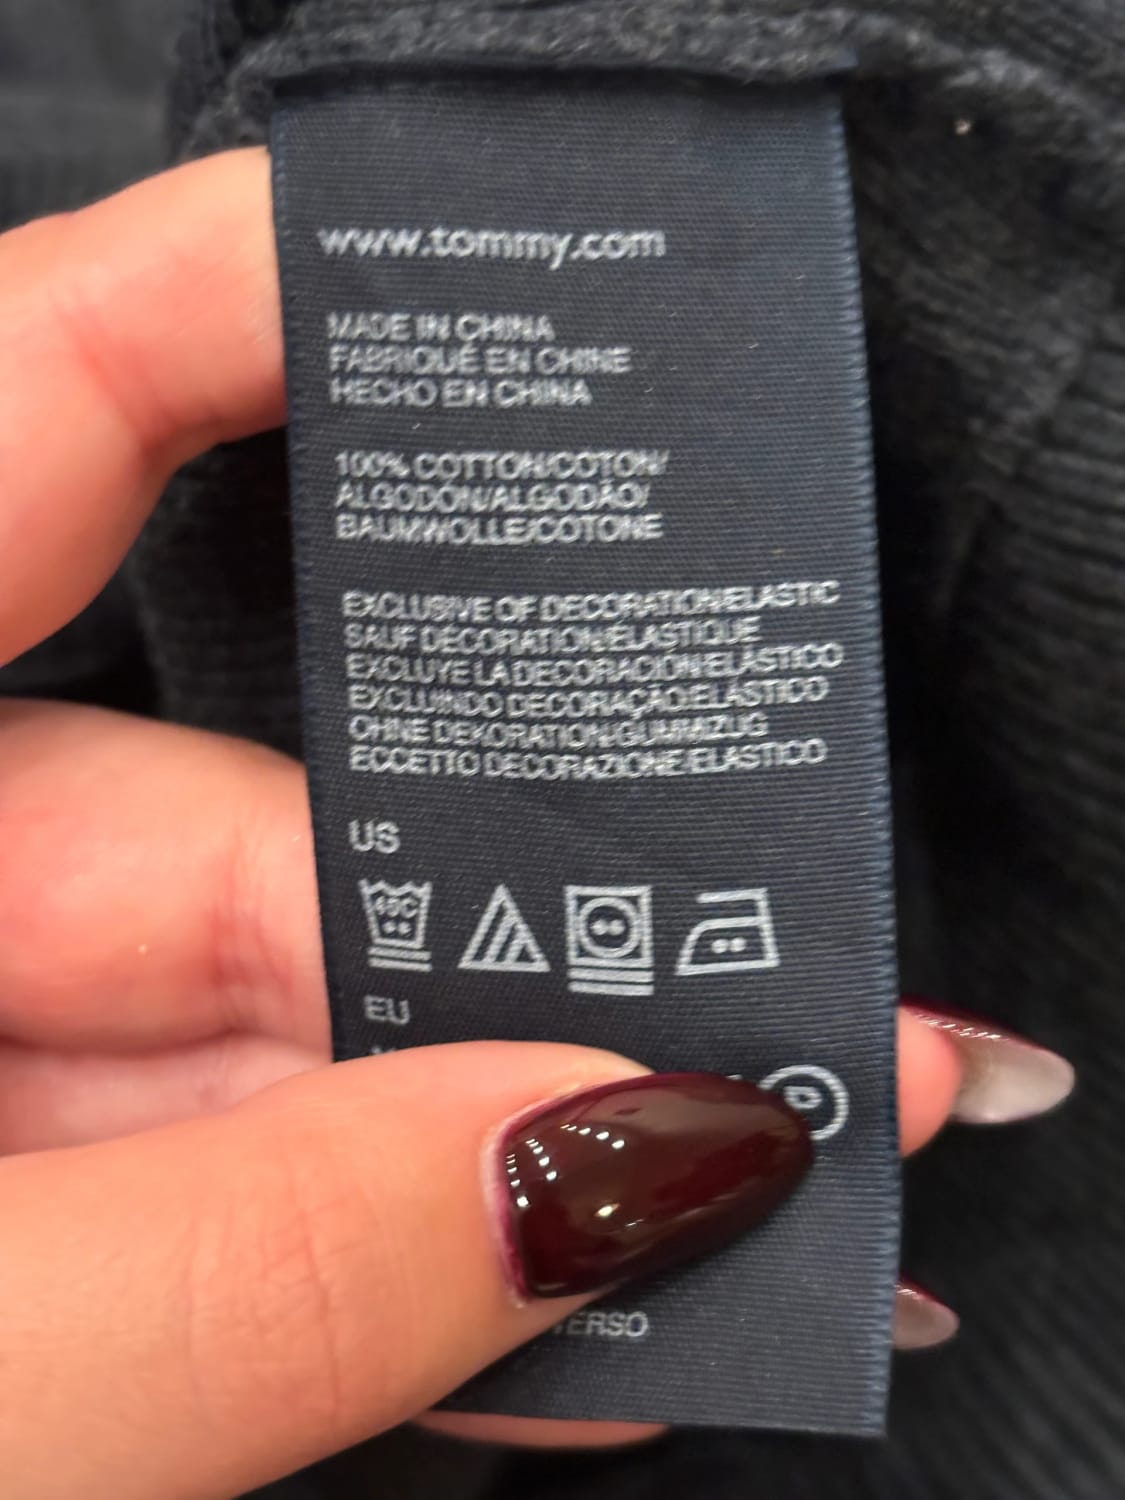 www.tommy.com
MADE IN CHINA
FABRIQUÉ EN CHINE
HECHO EN CHINA
100% COTTON/COTON/
ALGODÓN/ALGODÃO/
BAUMWOLLE/COTONE
EXCLUSIVE OF DECORATION/ELASTIC
SAUF DÉCORATION/ÉLASTIQUE
EXCLUYE LA DECORACIÓN/ELÁSTICO
EXCLUINDO DECORAÇÃO/ELÁSTICO
OHNE DEKORATION/GUMMIZUG
ECCETTO DECORAZIONE/ELASTICO
US
EU